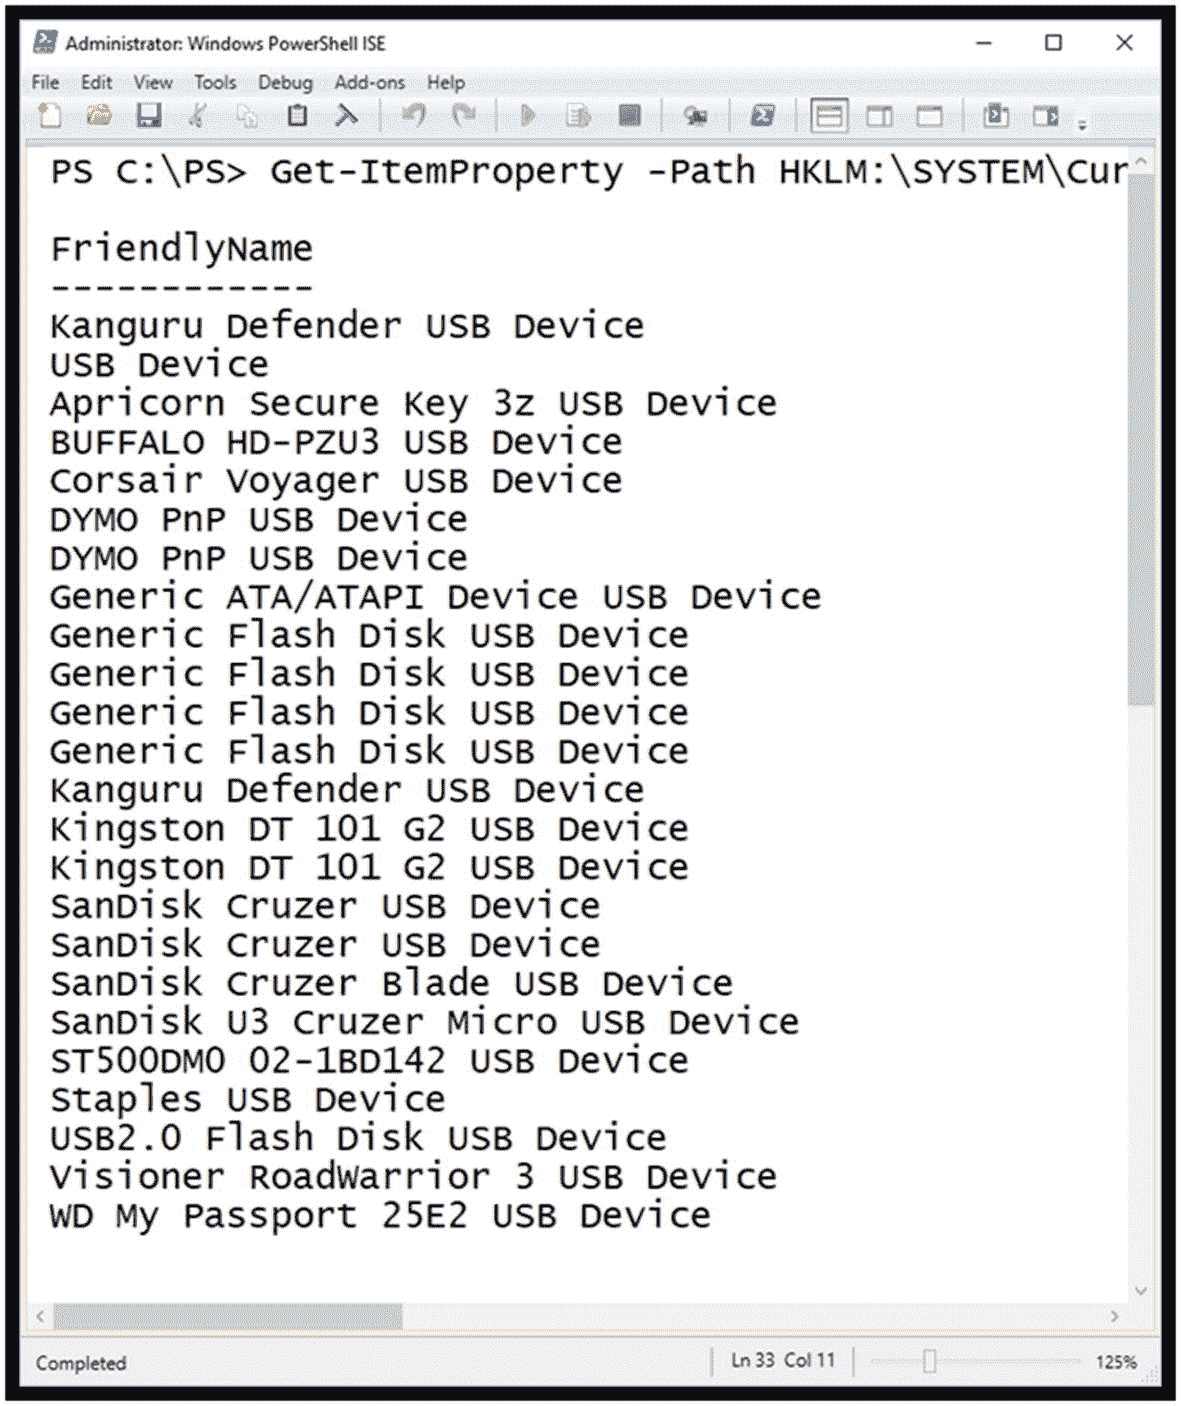 Administrator: Windows PowerShell ISE
File Edit View Tools Debug Add-ons Help
PS C:\PS> Get-ItemProperty -Path HKLM:\SYSTEM\Cur
FriendlyName
------------
Kanguru Defender USB Device
USB Device
Apricorn Secure Key 3z USB Device
BUFFALO HD-PZU3 USB Device
Corsair Voyager USB Device
DYMO PnP USB Device
DYMO PnP USB Device
Generic ATA/ATAPI Device USB Device
Generic Flash Disk USB Device
Generic Flash Disk USB Device
Generic Flash Disk USB Device
Generic Flash Disk USB Device
Kanguru Defender USB Device
Kingston DT 101 G2 USB Device
Kingston DT 101 G2 USB Device
SanDisk Cruzer USB Device
SanDisk Cruzer USB Device
SanDisk Cruzer Blade USB Device
SanDisk U3 Cruzer Micro USB Device
ST500DM0 02-1BD142 USB Device
Staples USB Device
USB2.0 Flash Disk USB Device
Visioner RoadWarrior 3 USB Device
WD My Passport 25E2 USB Device
Completed Ln 33 Col 11 125%